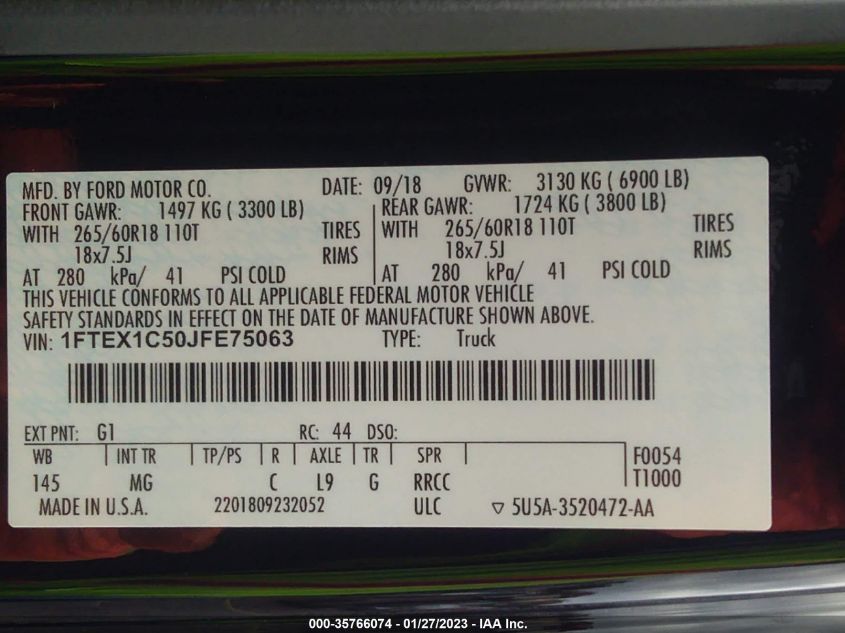 MFD. BY FORD MOTOR CO. DATE: 09/18 GVWR: 3130 KG ( 6900 LB)
FRONT GAWR: 1497 KG ( 3300 LB) REAR GAWR: 1724 KG ( 3800 LB)
WITH 265/60R18 110T TIRES WITH 265/60R18 110T TIRES
18x7.5J RIMS 18x7.5J RIMS
AT 280 kPa/ 41 PSI COLD AT 280 kPa/ 41 PSI COLD
THIS VEHICLE CONFORMS TO ALL APPLICABLE FEDERAL MOTOR VEHICLE
SAFETY STANDARDS IN EFFECT ON THE DATE OF MANUFACTURE SHOWN ABOVE.
VIN: 1FTEX1C50JFE75063 TYPE: Truck
EXT PNT: G1 RC: 44 DSO:
WB INT TR TP/PS R AXLE TR SPR F0054
145 MG C L9 G RRCC T1000
MADE IN U.S.A. 2201809232052 ULC ▽ 5U5A-3520472-AA
000-35766074 - 01/27/2023 - IAA Inc.